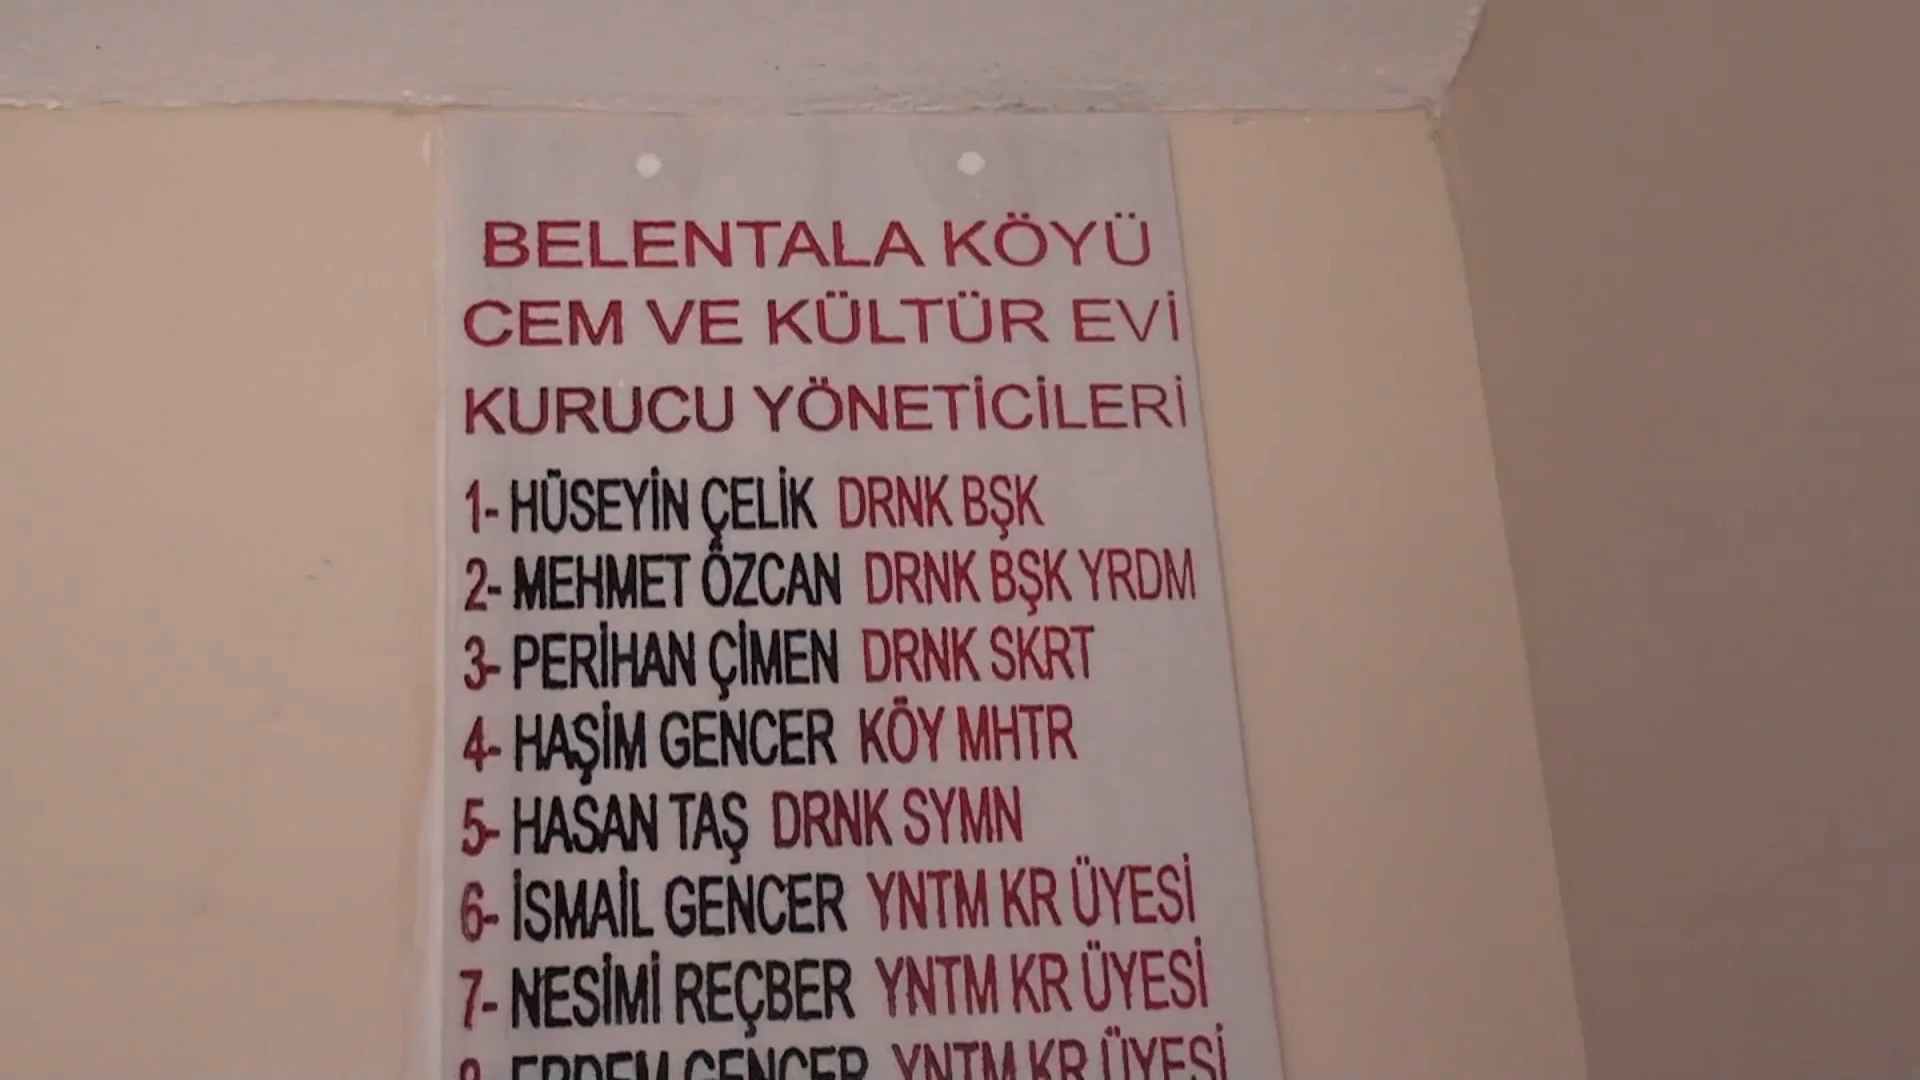 BELENTALA KÖYÜ
CEM VE KÜLTÜR EVİ
KURUCU YÖNETİCİLERİ
1- HÜSEYİN ÇELİK DRNK BŞK
2- MEHMET ÖZCAN DRNK BŞK YRDM
3- PERİHAN ÇİMEN DRNK SKRT
4- HAŞİM GENCER KÖY MHTR
5- HASAN TAŞ DRNK SYMN
6- İSMAİL GENCER YNTM KR ÜYESİ
7- NESİMİ REÇBER YNTM KR ÜYESİ
8- ERDEM GENCER YNTM KR ÜYESİ